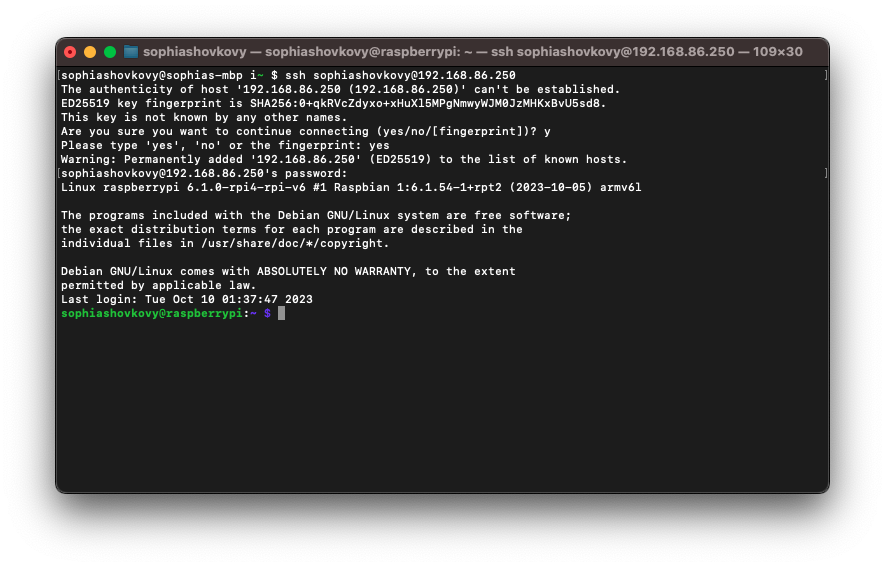 sophiashovkovy — sophiashovkovy@raspberrypi: ~ — ssh sophiashovkovy@192.168.86.250 — 109×30
[sophiashovkovy@sophias-mbp i~ $ ssh sophiashovkovy@192.168.86.250 ]
The authenticity of host '192.168.86.250 (192.168.86.250)' can't be established.
ED25519 key fingerprint is SHA256:0+qkRVcZdyxo+xHuXl5MPgNmwyWJM0JzMHKxBvU5sd8.
This key is not known by any other names.
Are you sure you want to continue connecting (yes/no/[fingerprint])? y
Please type 'yes', 'no' or the fingerprint: yes
Warning: Permanently added '192.168.86.250' (ED25519) to the list of known hosts.
[sophiashovkovy@192.168.86.250's password: ]
Linux raspberrypi 6.1.0-rpi4-rpi-v6 #1 Raspbian 1:6.1.54-1+rpt2 (2023-10-05) armv6l
The programs included with the Debian GNU/Linux system are free software;
the exact distribution terms for each program are described in the
individual files in /usr/share/doc/*/copyright.
Debian GNU/Linux comes with ABSOLUTELY NO WARRANTY, to the extent
permitted by applicable law.
Last login: Tue Oct 10 01:37:47 2023
sophiashovkovy@raspberrypi:~ $